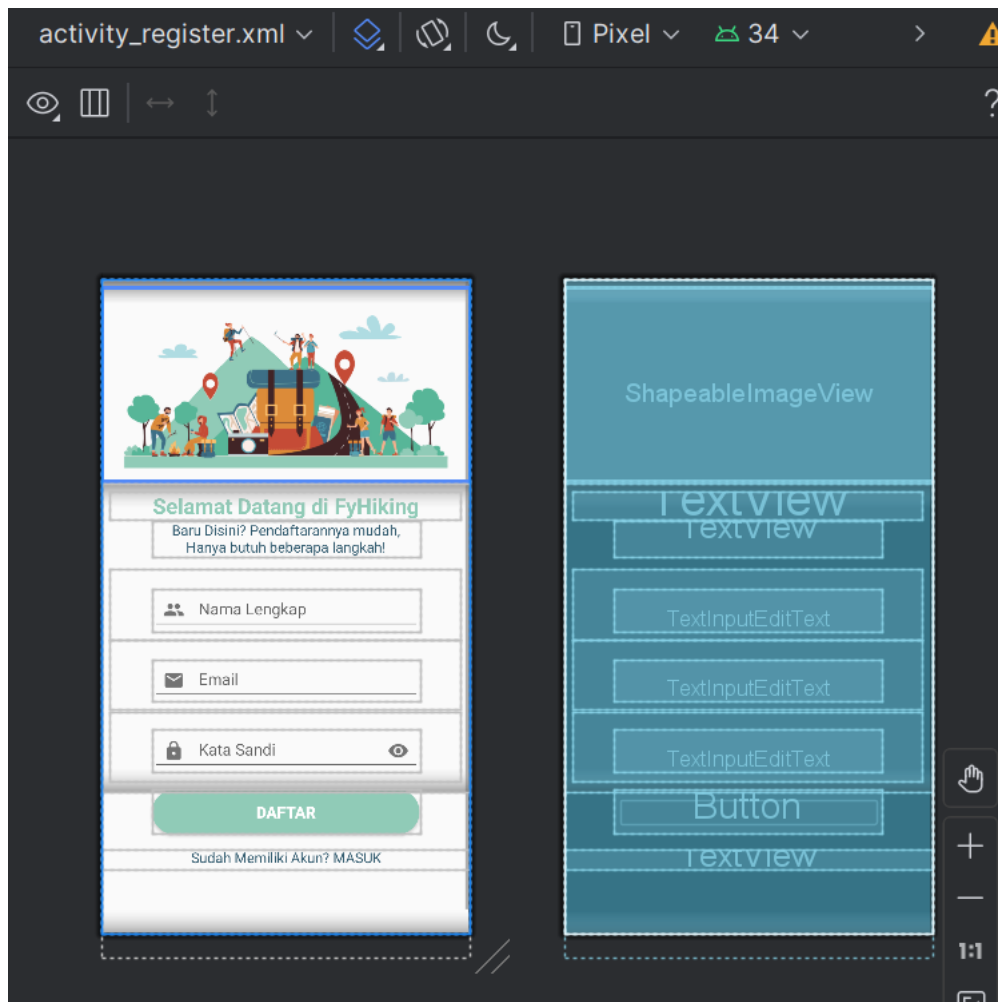 activity_register.xml
Pixel
34
?
ShapeableImageView
Selamat Datang di FyHiking
TextView
Baru Disini? Pendaftarannya mudah,
Hanya butuh beberapa langkah!
TextView
Nama Lengkap
TextInputEditText
Email
TextInputEditText
Kata Sandi
TextInputEditText
DAFTAR
Button
Sudah Memiliki Akun? MASUK
TextView
1:1